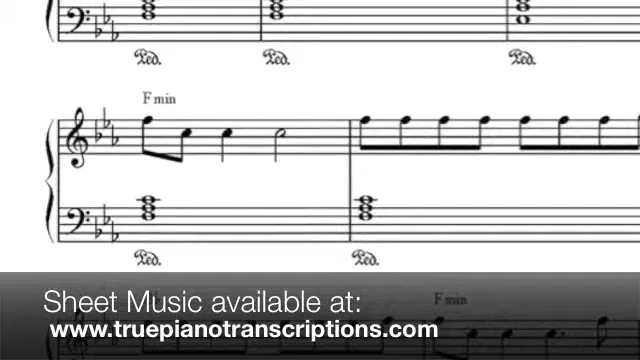 Ped. Ped. Ped.
F min
Ped. Ped.
Sheet Music available at:
F min
www.truepianotranscriptions.com